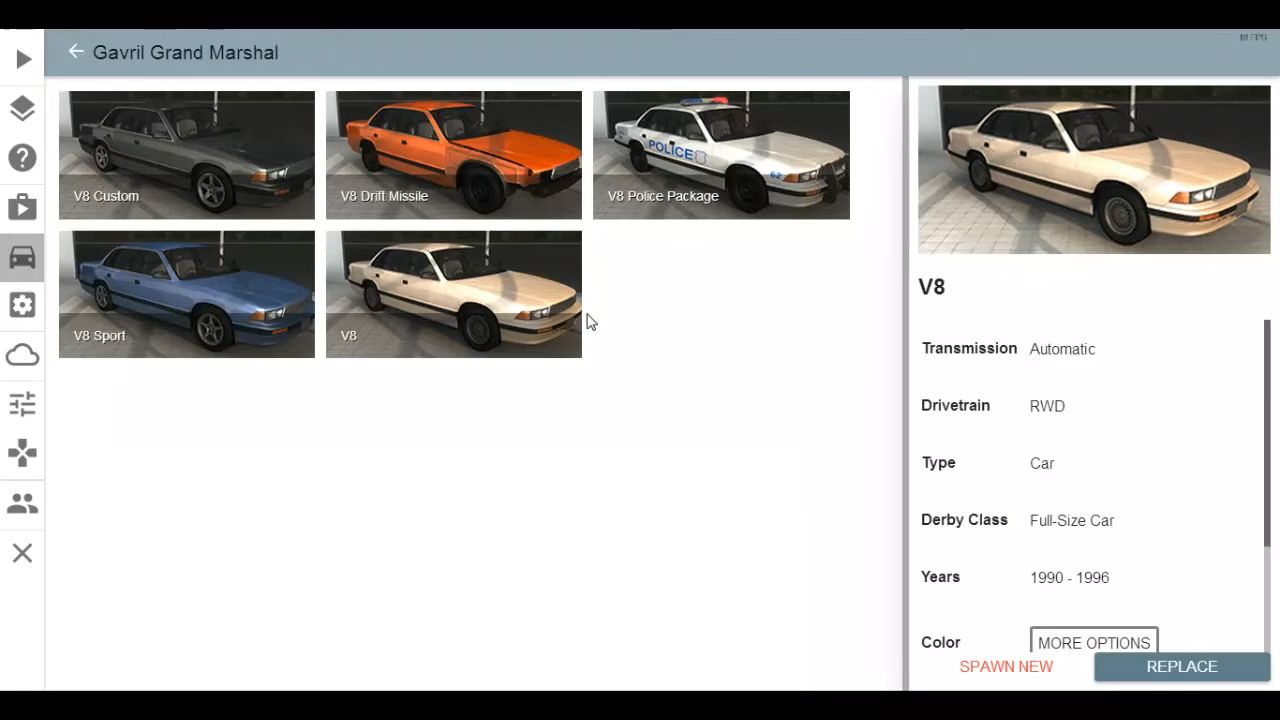 Gavril Grand Marshal
V8 Custom
V8 Drift Missile
POLICE
V8 Police Package
V8 Sport
V8
V8
Transmission Automatic
Drivetrain RWD
Type Car
Derby Class Full-Size Car
Years 1990 - 1996
Color MORE OPTIONS
SPAWN NEW REPLACE